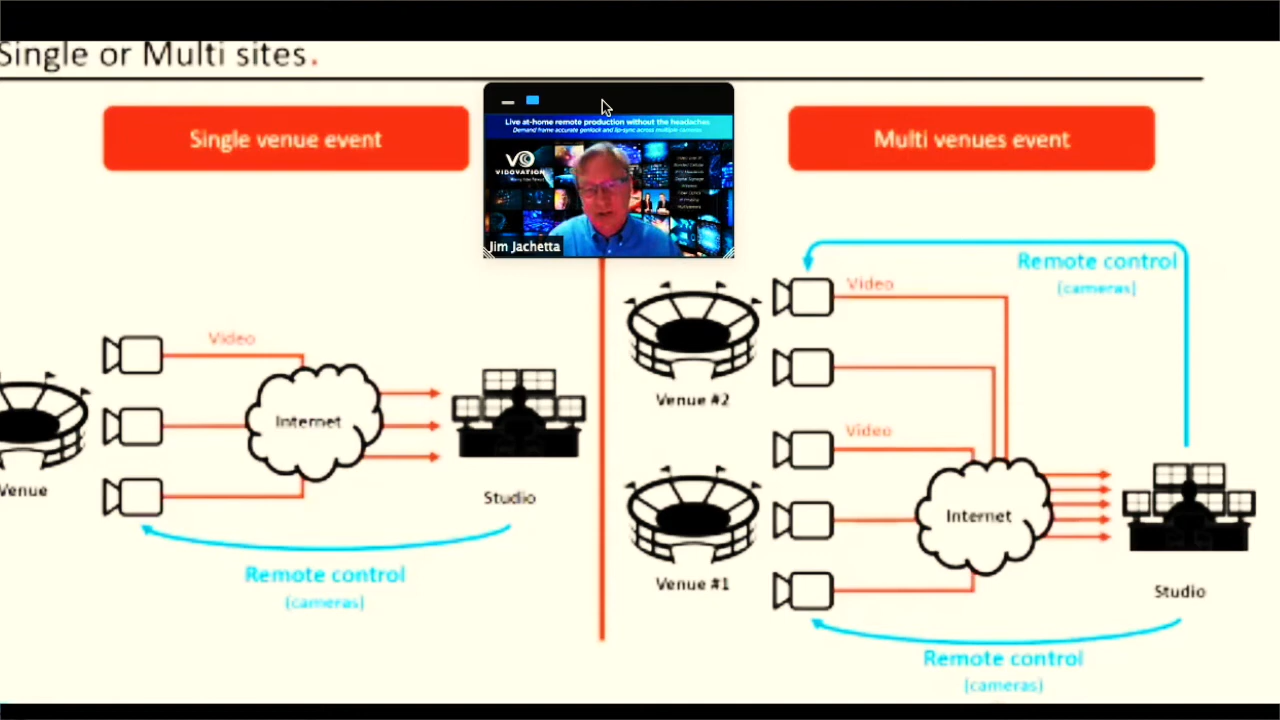 Single or Multi sites.
Single venue event
Live at-home remote production without the headaches
Demand frame accurate genlock and lip-sync across multiple cameras
VO
VIDOVATION
Jim Jachetta
Multi venues event
Video
Internet
Venue
Studio
Remote control
(cameras)
Remote control
(cameras)
Video
Venue #2
Video
Internet
Venue #1
Studio
Remote control
(cameras)